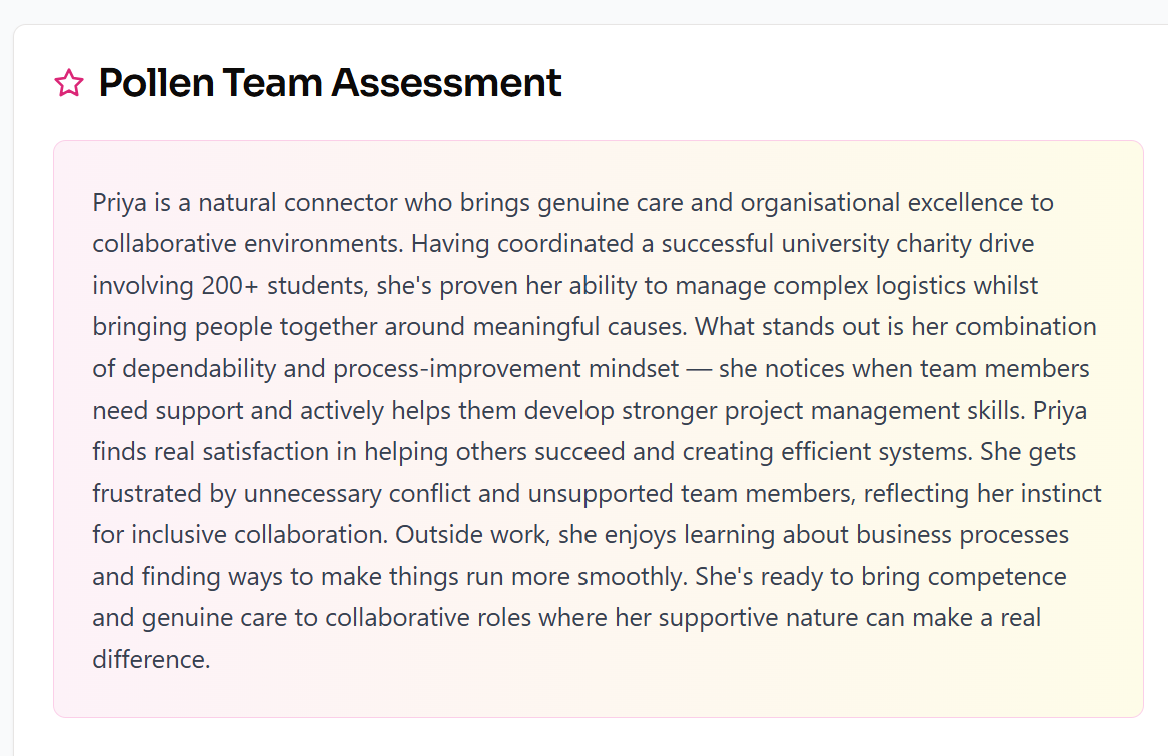 Pollen Team Assessment
Priya is a natural connector who brings genuine care and organisational excellence to
collaborative environments. Having coordinated a successful university charity drive
involving 200+ students, she's proven her ability to manage complex logistics whilst
bringing people together around meaningful causes. What stands out is her combination
of dependability and process-improvement mindset — she notices when team members
need support and actively helps them develop stronger project management skills. Priya
finds real satisfaction in helping others succeed and creating efficient systems. She gets
frustrated by unnecessary conflict and unsupported team members, reflecting her instinct
for inclusive collaboration. Outside work, she enjoys learning about business processes
and finding ways to make things run more smoothly. She's ready to bring competence
and genuine care to collaborative roles where her supportive nature can make a real
difference.